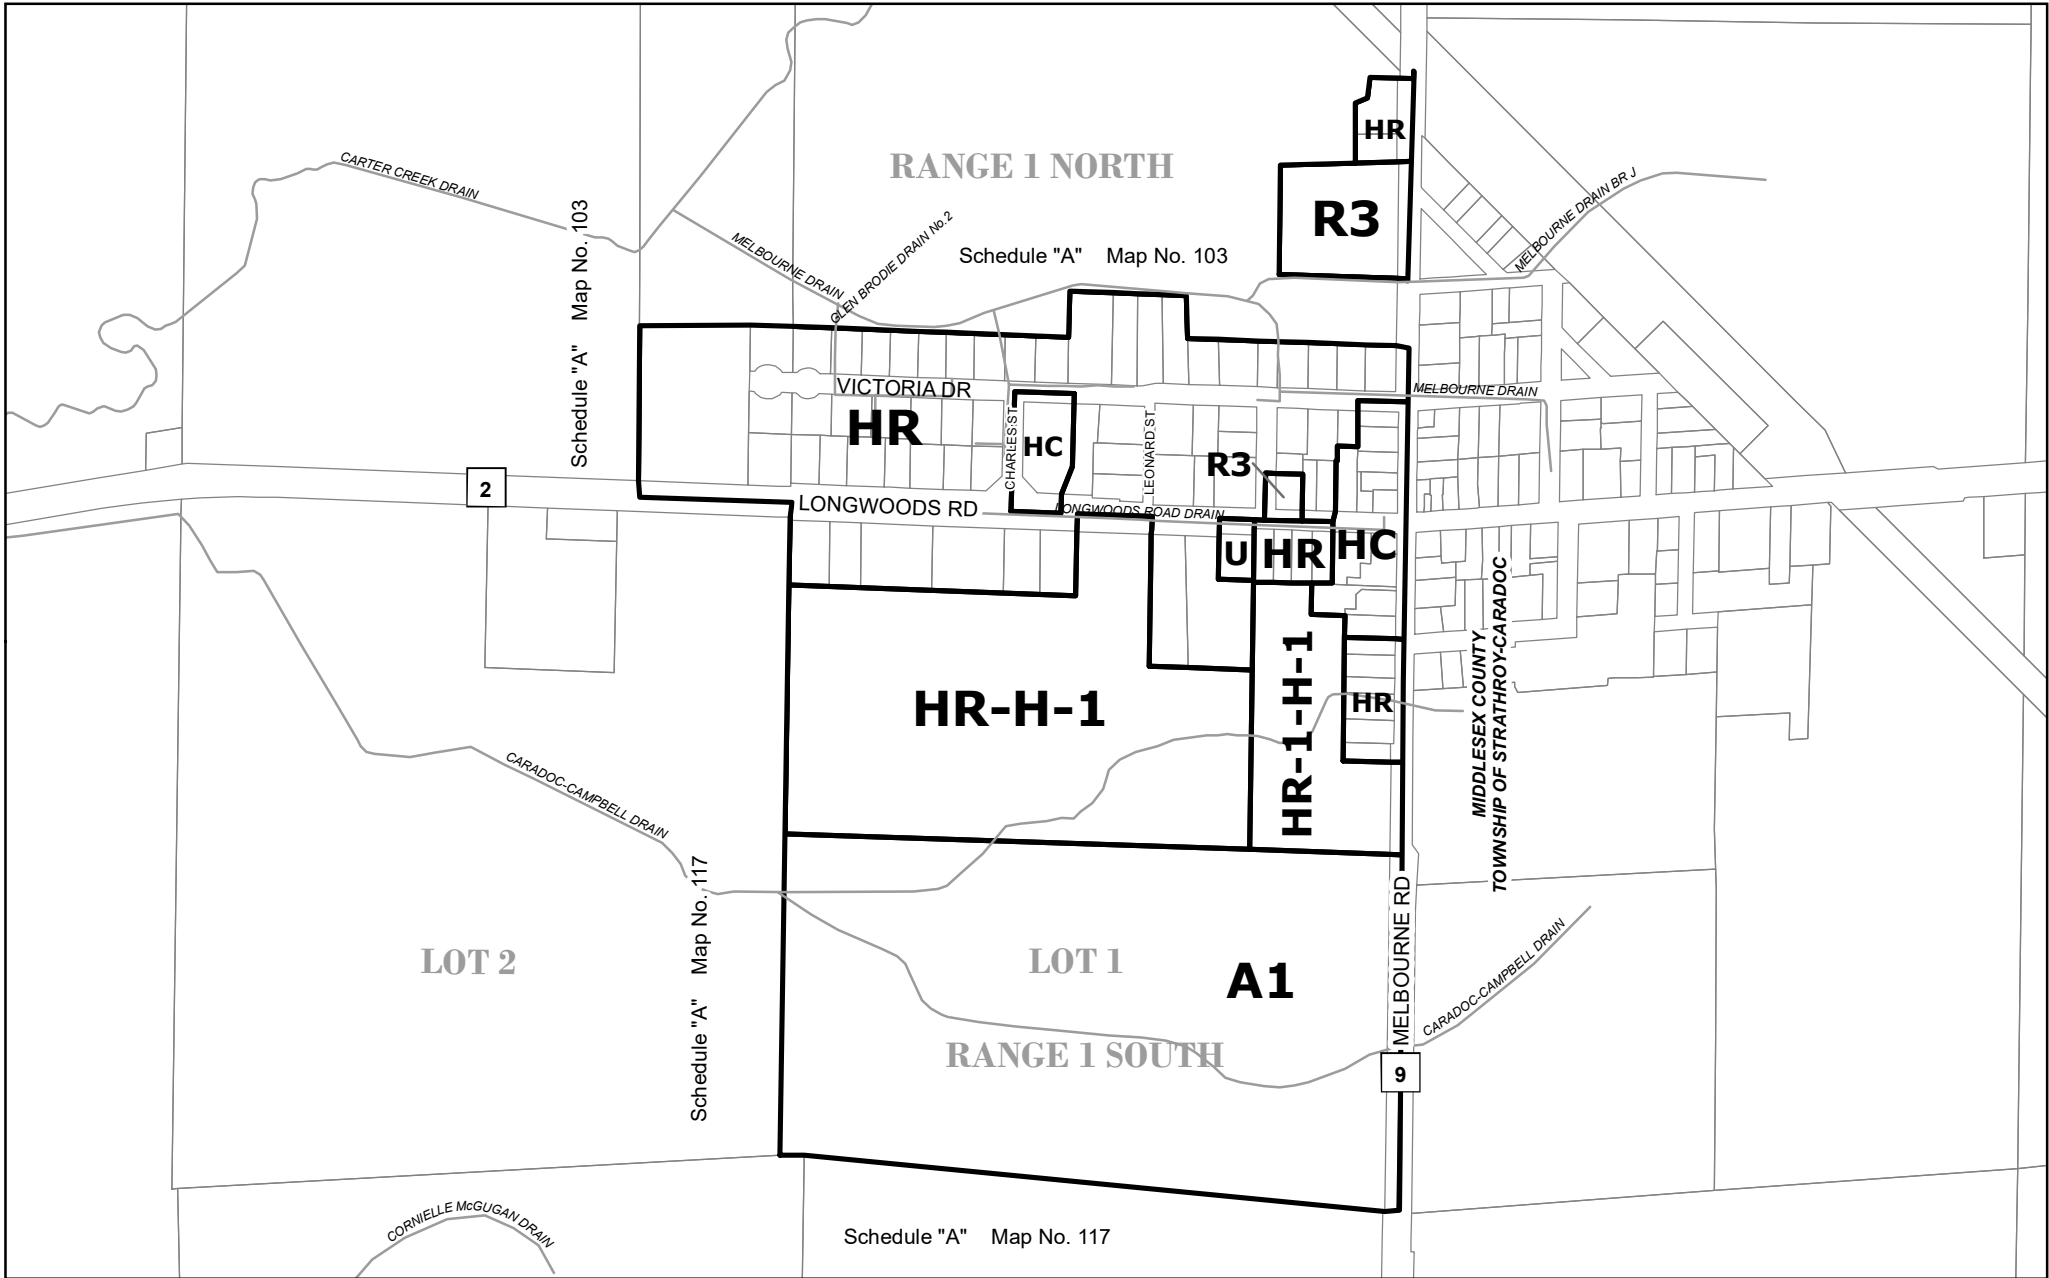 HR
CARTER CREEK DRAIN
RANGE 1 NORTH
MELBOURNE DRAIN BR J
R3
Schedule "A" Map No. 103
MELBOURNE DRAIN
GLEN BRODIE DRAIN No.2
Schedule "A" Map No. 103
VICTORIA DR
MELBOURNE DRAIN
HR
CHARLES ST
HC
LEONARD ST
R3
2
LONGWOODS RD
LONGWOODS ROAD DRAIN
U
HR
HC
MIDDLESEX COUNTY
TOWNSHIP OF STRATHROY-CARADOC
HR-H-1
HR-1-H-1
HR
CARADOC-CAMPBELL DRAIN
Schedule "A" Map No. 117
MELBOURNE RD
LOT 2
LOT 1
A1
CARADOC-CAMPBELL DRAIN
RANGE 1 SOUTH
9
CORNIELLE McGUGAN DRAIN
Schedule "A" Map No. 117